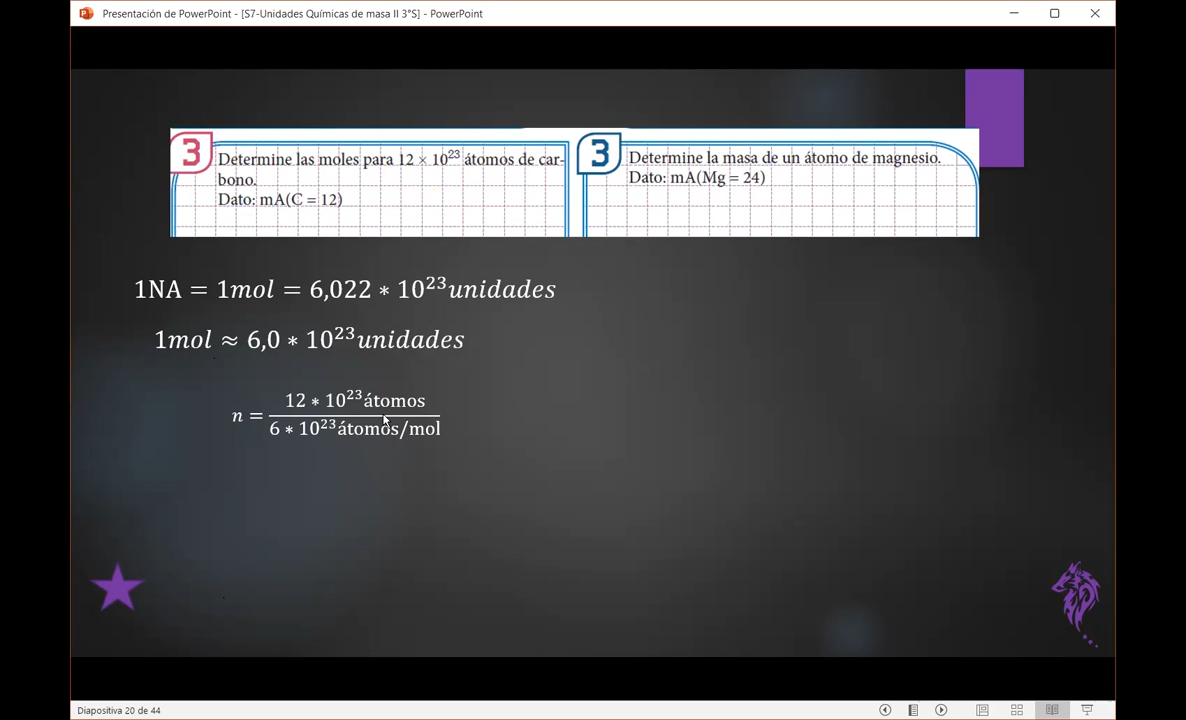 Presentación de PowerPoint - [S7-Unidades Químicas de masa II 3°S] - PowerPoint
3
Determine las moles para 12 × 10²³ átomos de car-
bono.
Dato: mA(C = 12)
3
Determine la masa de un átomo de magnesio.
Dato: mA(Mg = 24)
1NA = 1mol = 6,022 ∗ 10²³unidades
1mol ≈ 6,0 ∗ 10²³unidades
n = 12 ∗ 10²³átomos
6 ∗ 10²³átomos/mol
Diapositiva 20 de 44